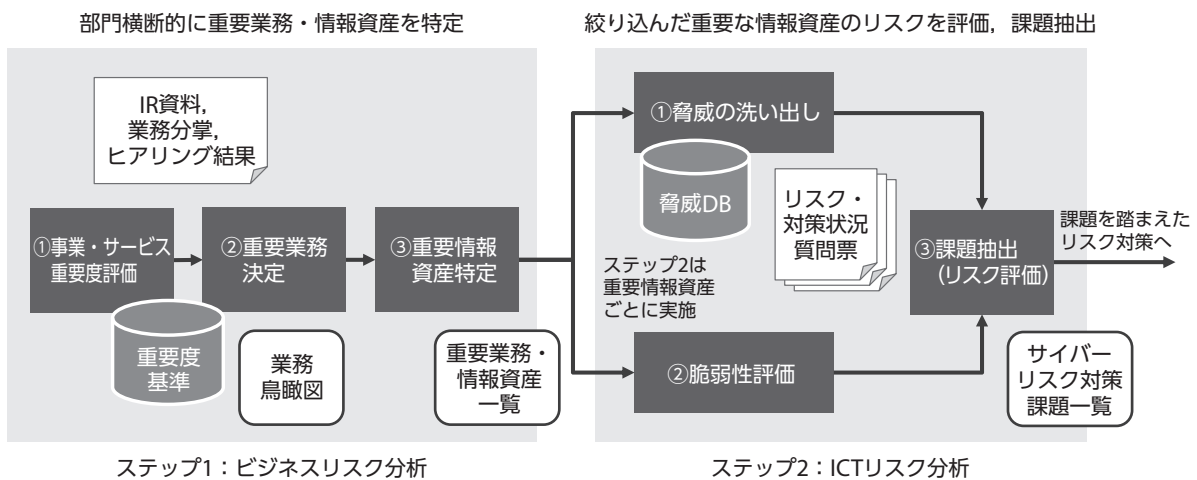 部門横断的に重要業務・情報資産を特定
IR資料,
業務分掌,
ヒアリング結果
①事業・サービス
重要度評価
②重要業務
決定
③重要情報
資産特定
重要度
基準
業務
鳥瞰図
重要業務・
情報資産
一覧
ステップ1：ビジネスリスク分析
絞り込んだ重要な情報資産のリスクを評価，課題抽出
①脅威の洗い出し
脅威DB
リスク・
対策状況
質問票
ステップ2は
重要情報資産
ごとに実施
②脆弱性評価
③課題抽出
（リスク評価）
課題を踏まえた
リスク対策へ
サイバー
リスク対策
課題一覧
ステップ2：ICTリスク分析